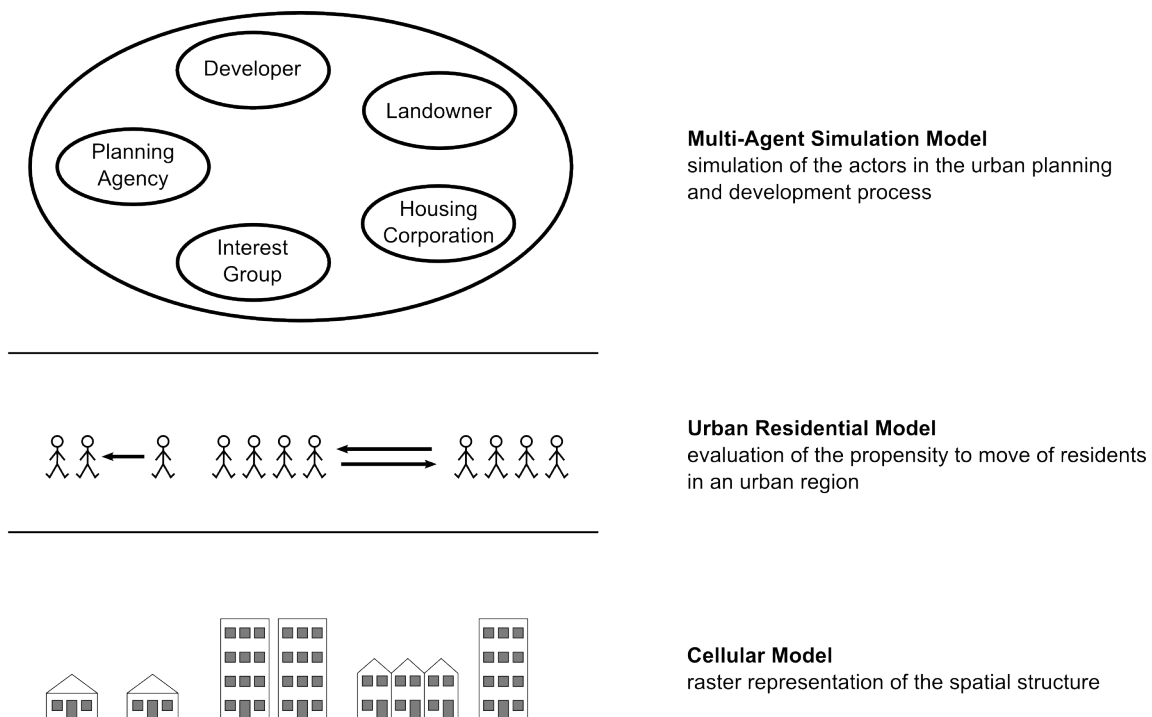 Developer
Landowner
Planning
Agency
Housing
Corporation
Interest
Group
Multi-Agent Simulation Model
simulation of the actors in the urban planning
and development process
Urban Residential Model
evaluation of the propensity to move of residents
in an urban region
Cellular Model
raster representation of the spatial structure